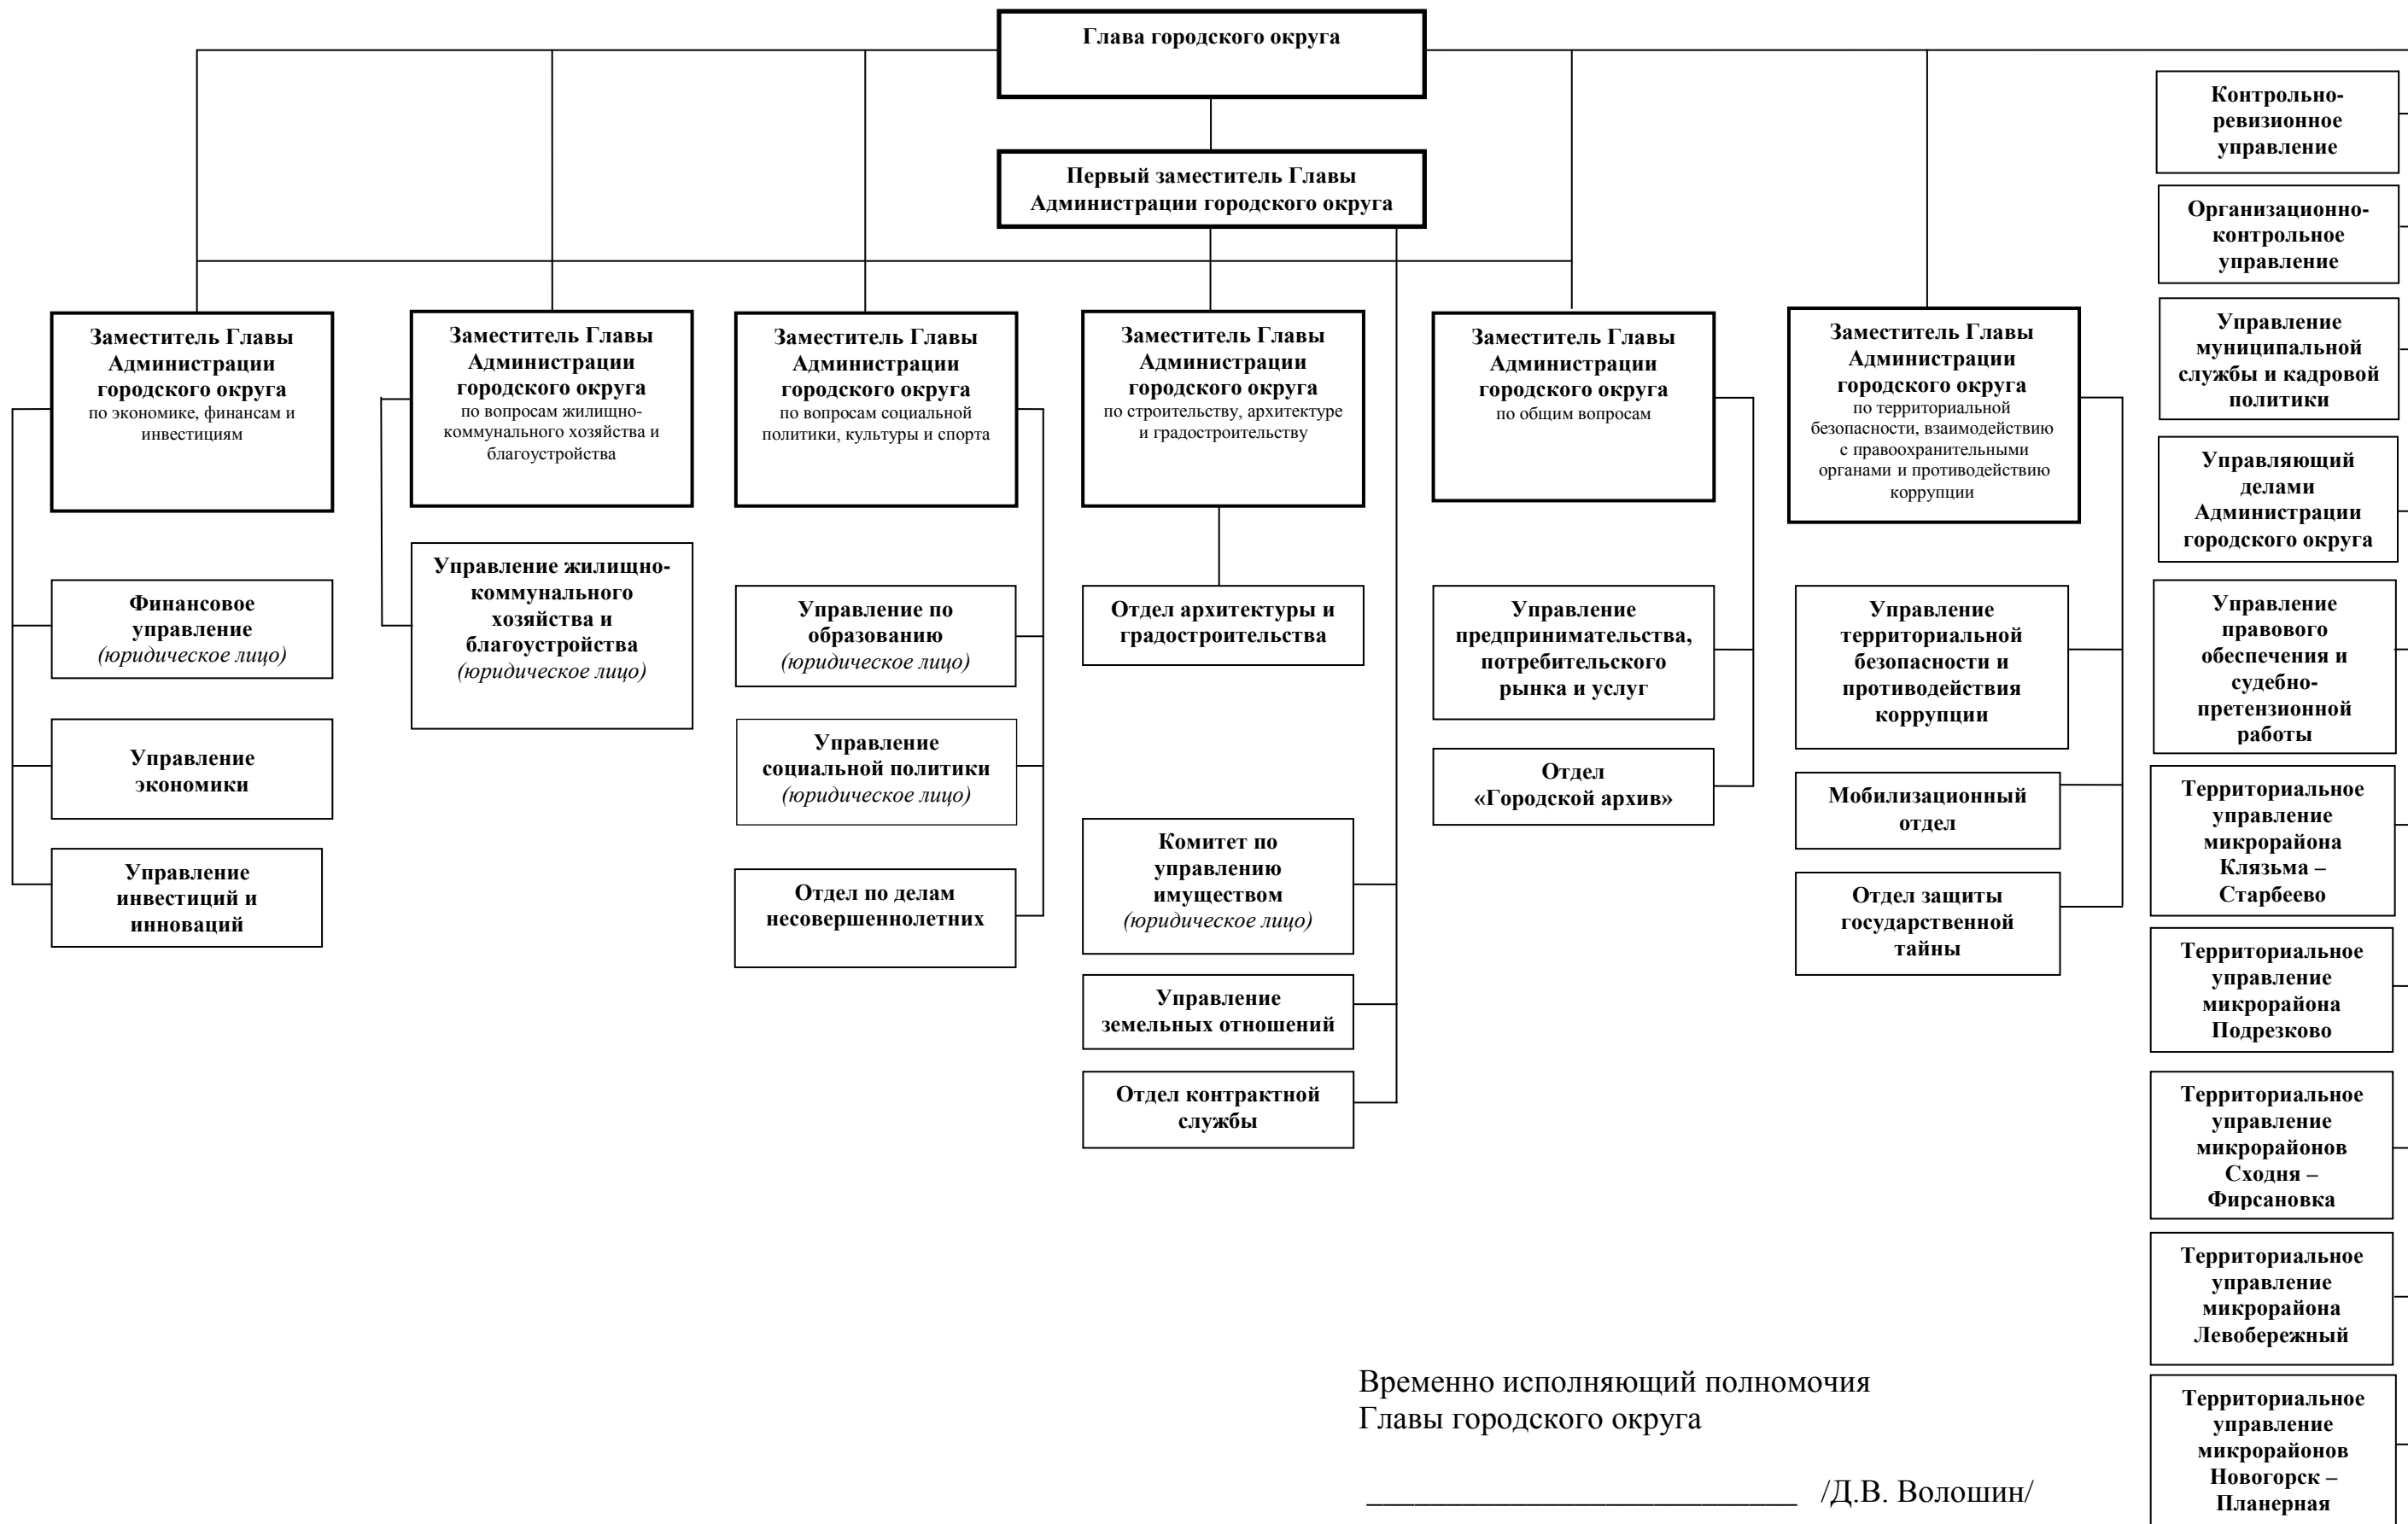 Глава городского округа
Первый заместитель Главы
Администрации городского округа
Заместитель Главы
Администрации
городского округа
по экономике, финансам и
инвестициям
Финансовое
управление
(юридическое лицо)
Управление
экономики
Управление
инвестиций и
инноваций
Заместитель Главы
Администрации
городского округа
по вопросам жилищно-
коммунального хозяйства и
благоустройства
Управление жилищно-
коммунального
хозяйства и
благоустройства
(юридическое лицо)
Заместитель Главы
Администрации
городского округа
по вопросам социальной
политики, культуры и спорта
Управление по
образованию
(юридическое лицо)
Управление
социальной политики
(юридическое лицо)
Отдел по делам
несовершеннолетних
Заместитель Главы
Администрации
городского округа
по строительству, архитектуре
и градостроительству
Отдел архитектуры и
градостроительства
Комитет по
управлению
имуществом
(юридическое лицо)
Управление
земельных отношений
Отдел контрактной
службы
Заместитель Главы
Администрации
городского округа
по общим вопросам
Управление
предпринимательства,
потребительского
рынка и услуг
Отдел
«Городской архив»
Заместитель Главы
Администрации
городского округа
по территориальной
безопасности, взаимодействию
с правоохранительными
органами и противодействию
коррупции
Управление
территориальной
безопасности и
противодействия
коррупции
Мобилизационный
отдел
Отдел защиты
государственной
тайны
Контрольно-
ревизионное
управление
Организационно-
контрольное
управление
Управление
муниципальной
службы и кадровой
политики
Управляющий
делами
Администрации
городского округа
Управление
правового
обеспечения и
судебно-
претензионной
работы
Территориальное
управление
микрорайона
Клязьма –
Старбеево
Территориальное
управление
микрорайона
Подрезково
Территориальное
управление
микрорайонов
Сходня –
Фирсановка
Территориальное
управление
микрорайона
Левобережный
Территориальное
управление
микрорайонов
Новогорск –
Планерная
Временно исполняющий полномочия
Главы городского округа
___________________________ /Д.В. Волошин/